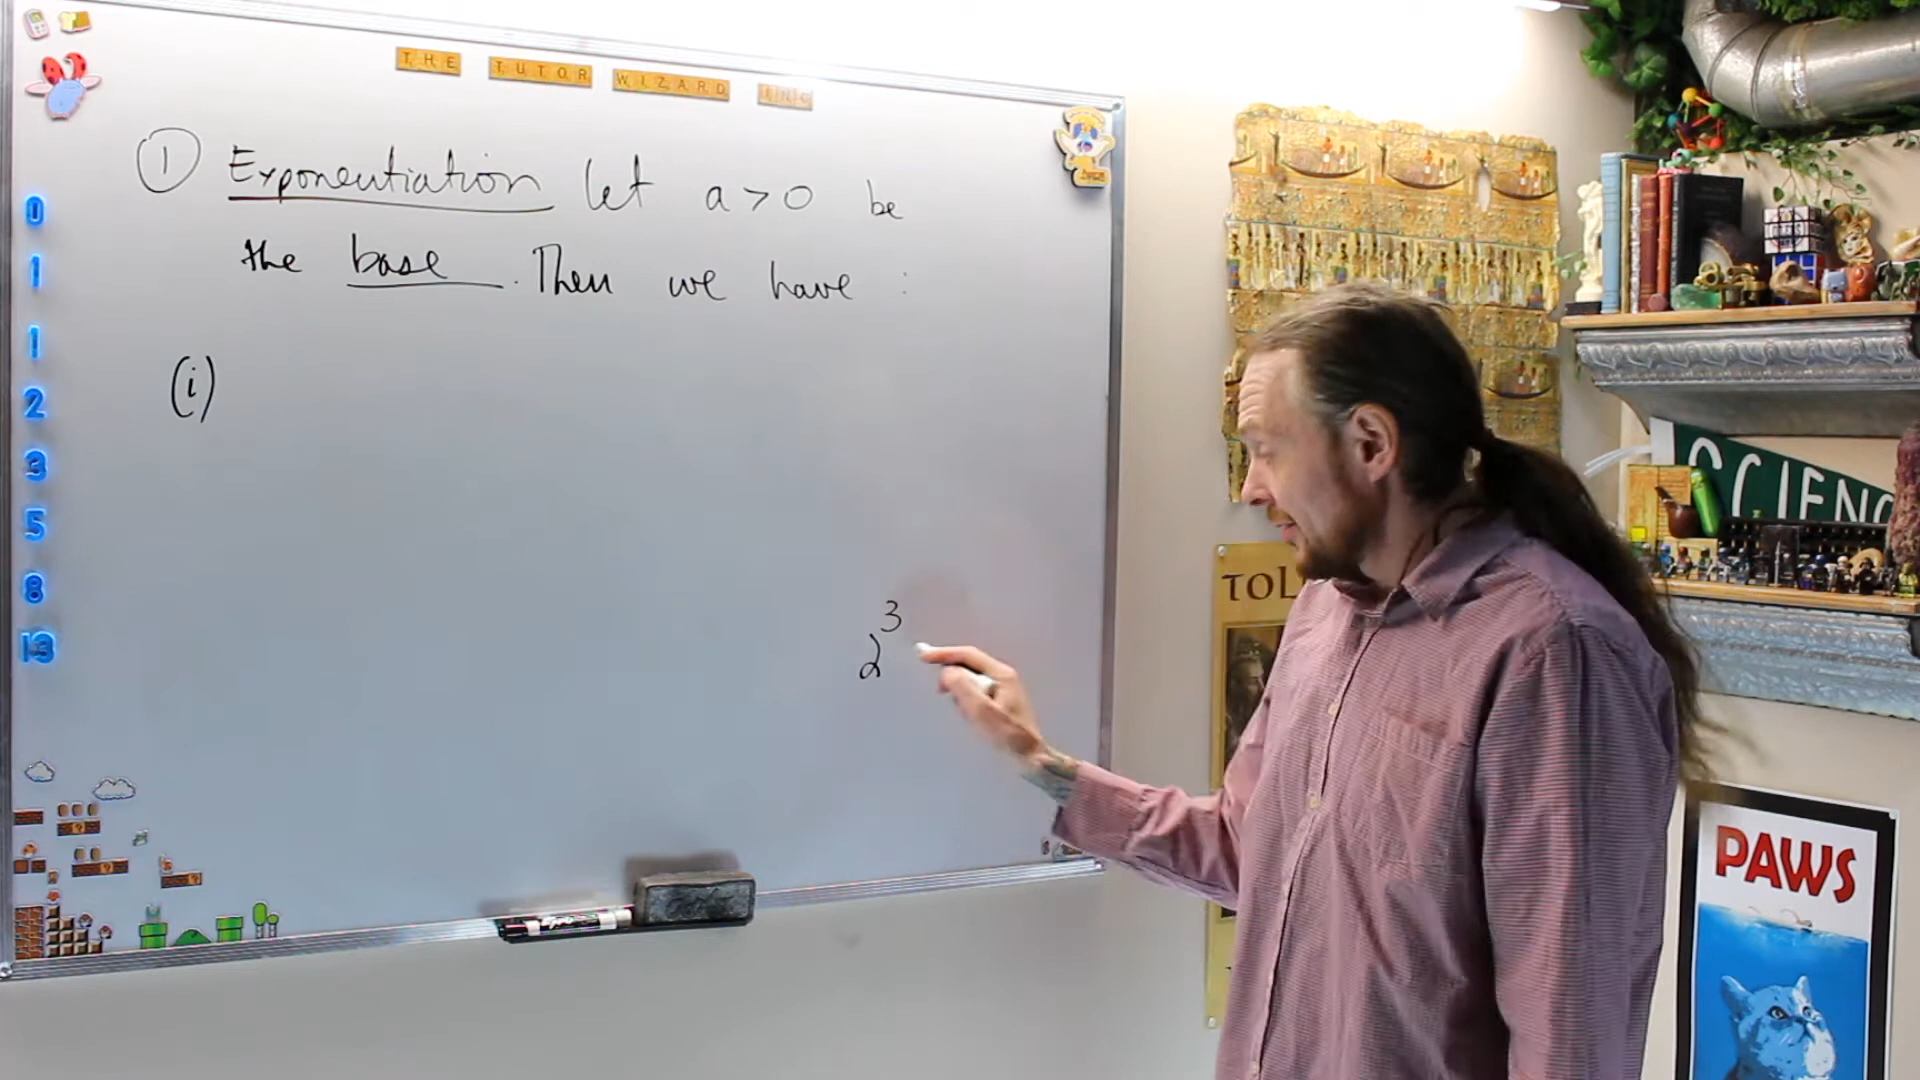 THE TUTOR WIZARD INC
① Exponentiation let a > 0 be
the base. Then we have :
(i)
2³
0
1
1
2
3
5
8
13
SCIENC
TOL
PAWS